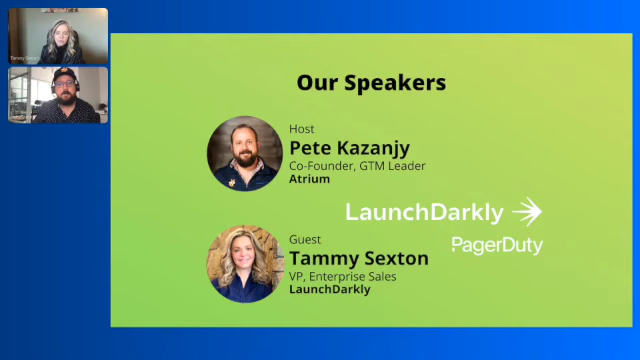 Our Speakers
Host
Pete Kazanjy
Co-Founder, GTM Leader
Atrium
LaunchDarkly
Guest
PagerDuty
Tammy Sexton
VP, Enterprise Sales
LaunchDarkly